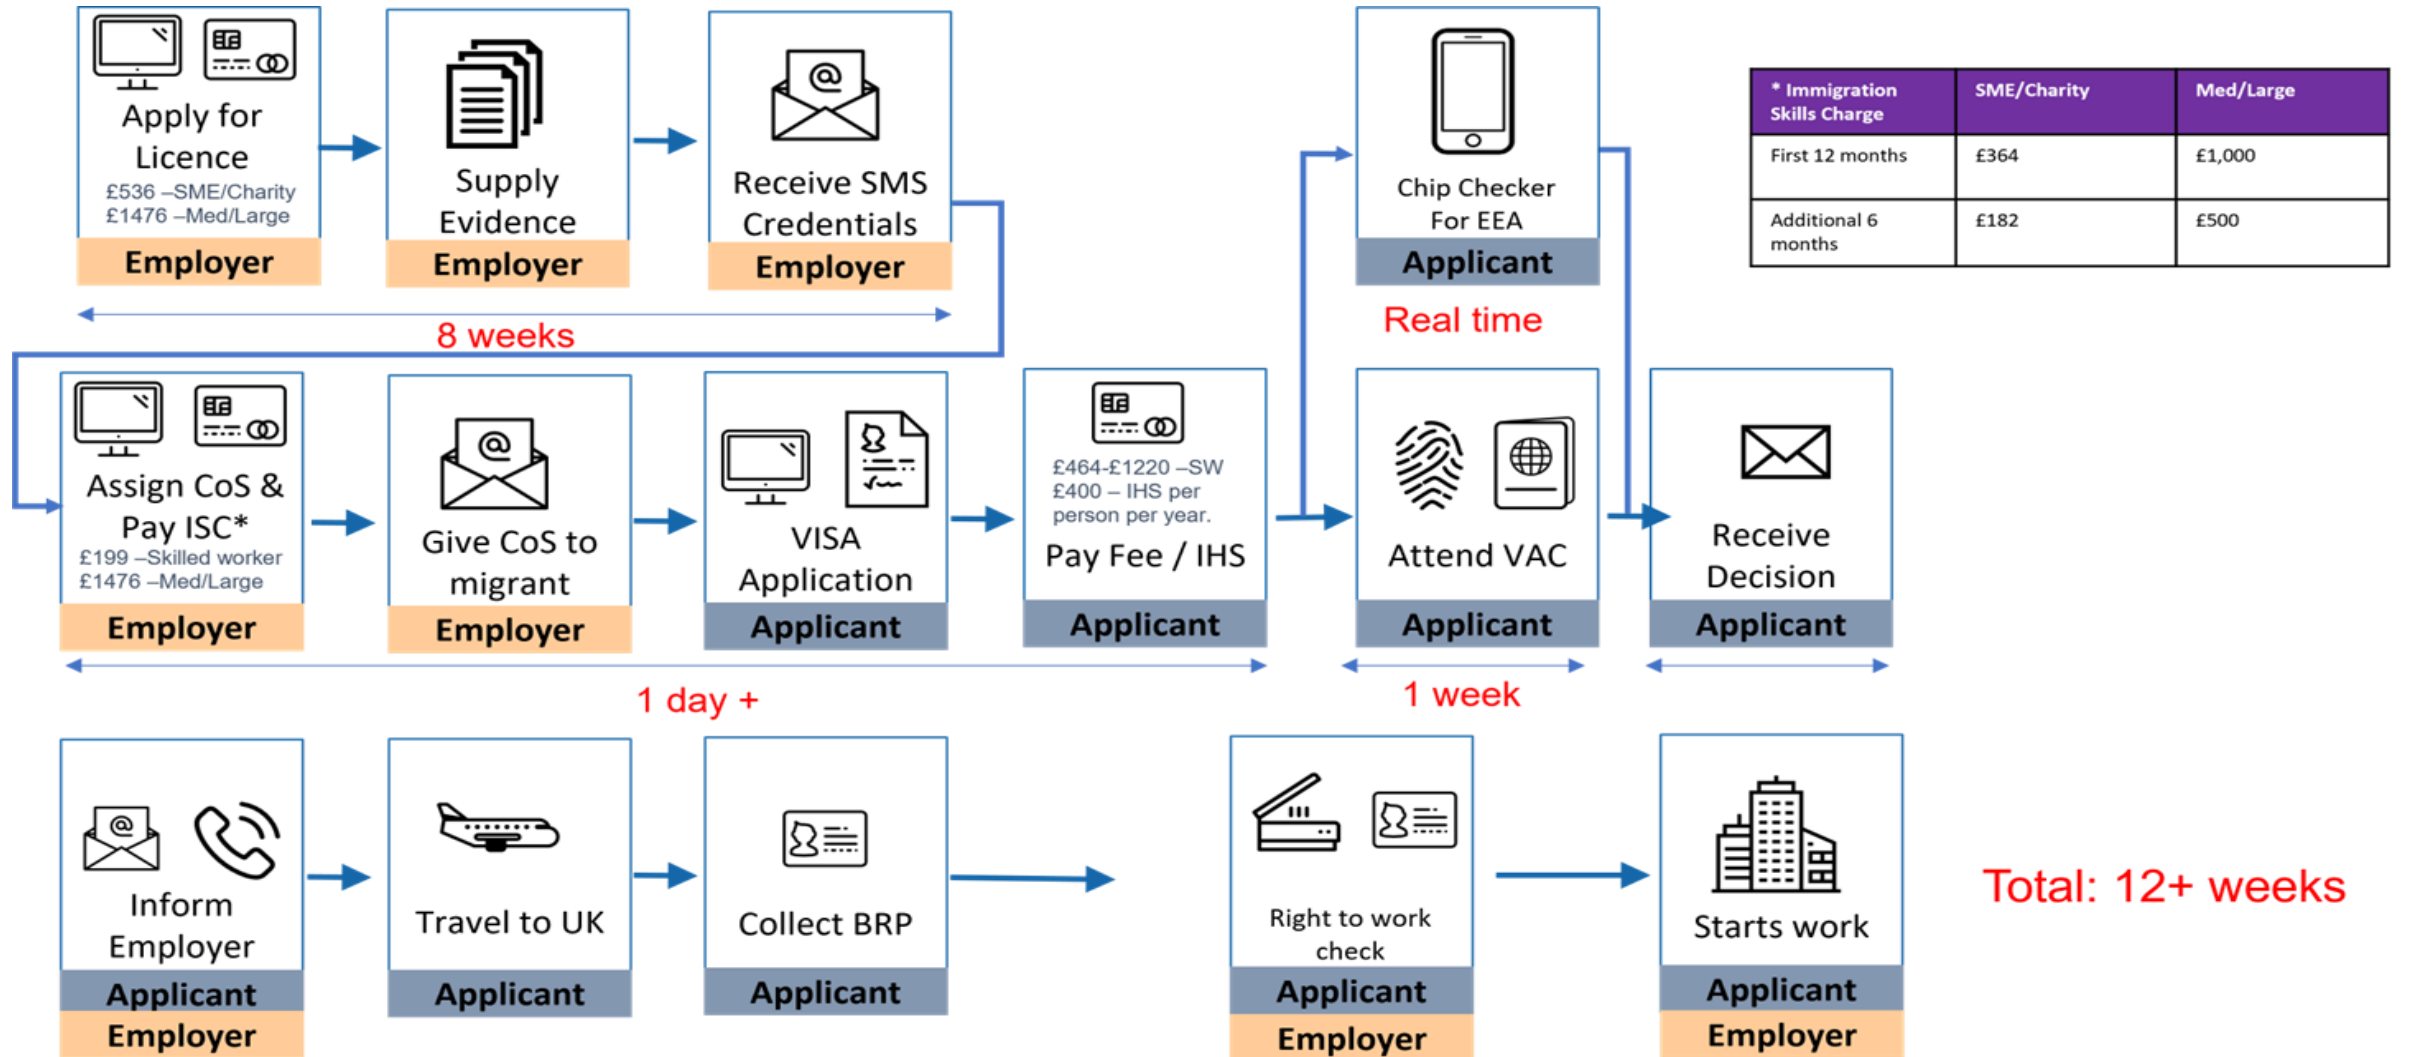 Apply for
Licence
£536 –SME/Charity
£1476 –Med/Large
Employer
Supply
Evidence
Employer
@
Receive SMS
Credentials
Employer
8 weeks
Chip Checker
For EEA
Applicant
Real time
* Immigration
Skills Charge
SME/Charity
Med/Large
First 12 months
£364
£1,000
Additional 6
months
£182
£500
Assign CoS &
Pay ISC*
£199 –Skilled worker
£1476 –Med/Large
Employer
@
Give CoS to
migrant
Employer
VISA
Application
Applicant
£464-£1220 –SW
£400 – IHS per
person per year.
Pay Fee / IHS
Applicant
Attend VAC
Applicant
Receive
Decision
Applicant
1 day +
1 week
@
Inform
Employer
Applicant
Employer
Travel to UK
Applicant
Collect BRP
Applicant
Right to work
check
Applicant
Employer
Starts work
Applicant
Employer
Total: 12+ weeks